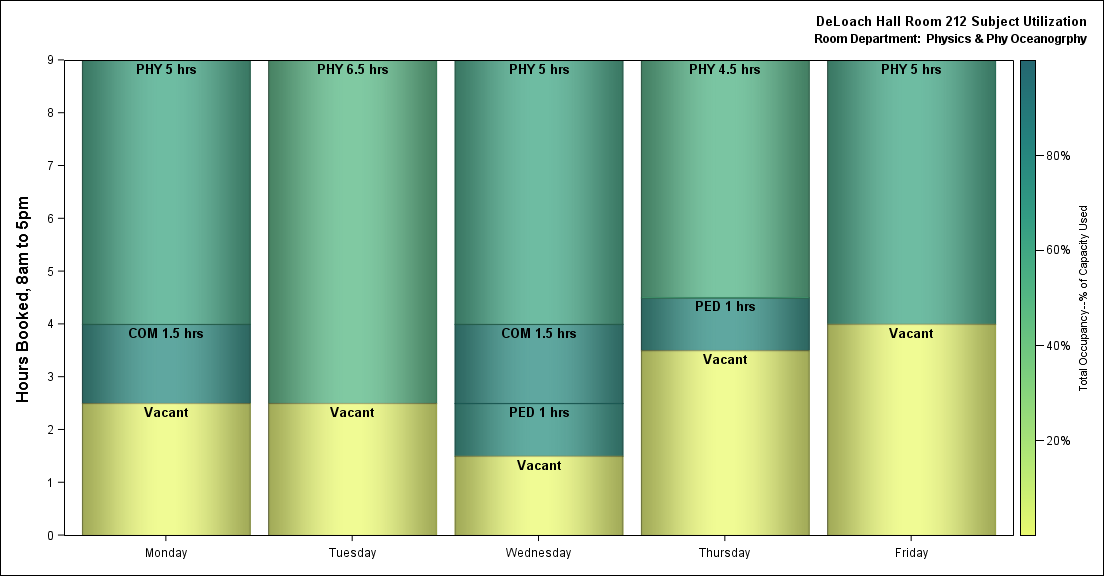 DeLoach Hall Room 212 Subject Utilization
Room Department: Physics & Phy Oceanogrphy
Hours Booked, 8am to 5pm
9
8
7
6
5
4
3
2
1
0
PHY 5 hrs
COM 1.5 hrs
Vacant
PHY 6.5 hrs
Vacant
PHY 5 hrs
COM 1.5 hrs
PED 1 hrs
Vacant
PHY 4.5 hrs
PED 1 hrs
Vacant
PHY 5 hrs
Vacant
Monday
Tuesday
Wednesday
Thursday
Friday
80%
60%
40%
20%
Total Occupancy--% of Capacity Used